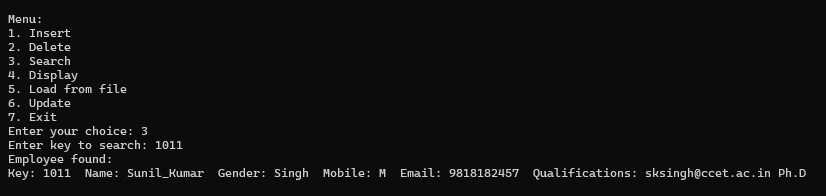 Menu:
1. Insert
2. Delete
3. Search
4. Display
5. Load from file
6. Update
7. Exit
Enter your choice: 3
Enter key to search: 1011
Employee found:
Key: 1011  Name: Sunil_Kumar  Gender: Singh  Mobile: M  Email: 9818182457  Qualifications: sksingh@ccet.ac.in Ph.D